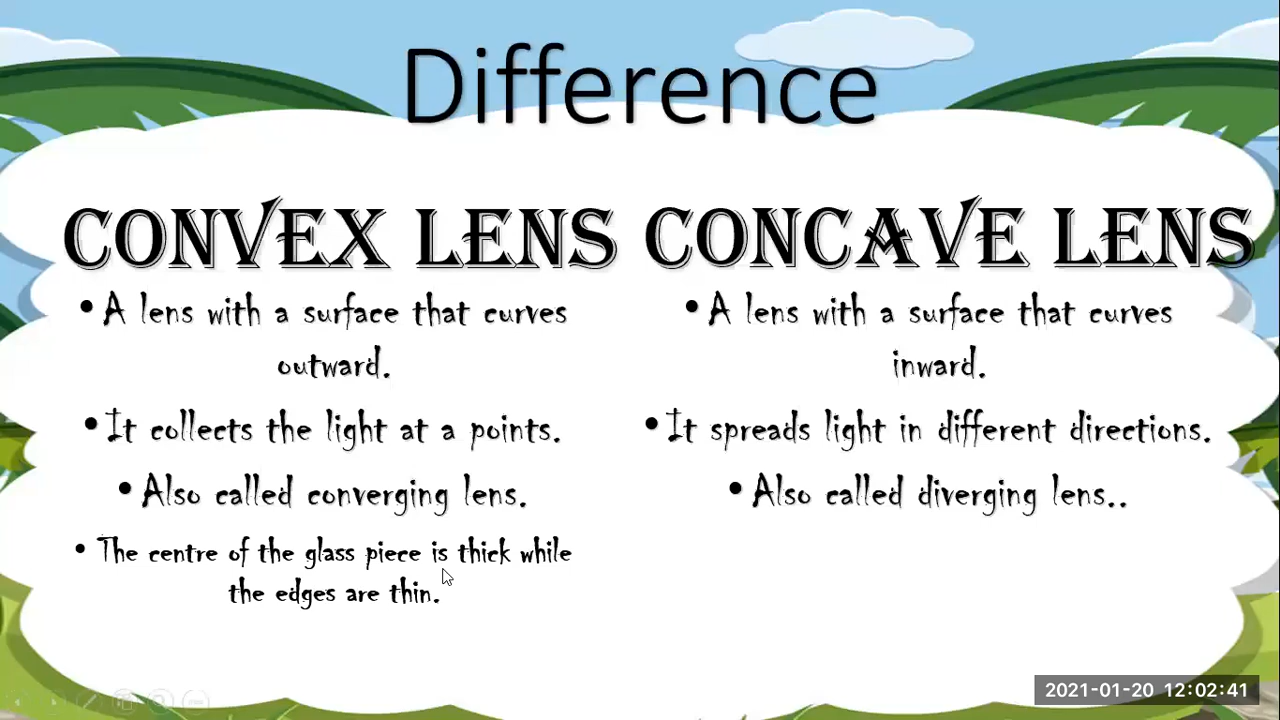 Difference
CONVEX LENS
• A lens with a surface that curves
outward.
• It collects the light at a points.
• Also called converging lens.
• The centre of the glass piece is thick while
the edges are thin.
CONCAVE LENS
• A lens with a surface that curves
inward.
• It spreads light in different directions.
• Also called diverging lens..
2021-01-20 12:02:41